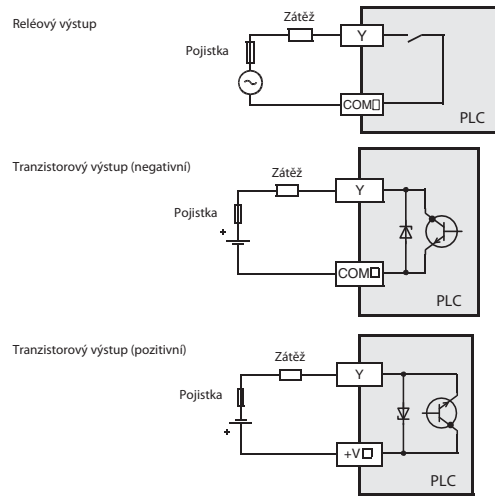 Reléový výstup
Zátěž
Pojistka
Y
COM□
PLC
Tranzistorový výstup (negativní)
Zátěž
Pojistka
+
Y
COM□
PLC
Tranzistorový výstup (pozitivní)
Zátěž
Pojistka
+
Y
+V□
PLC